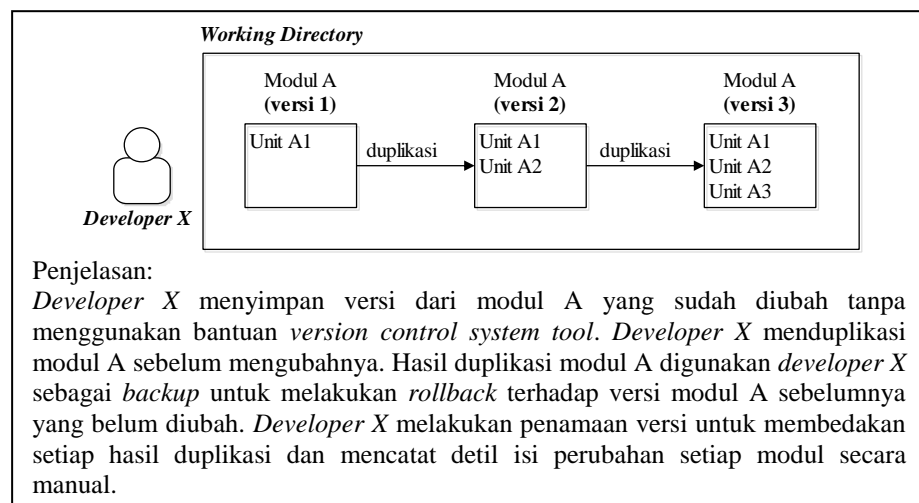 Working Directory
Modul A
(versi 1)
Modul A
(versi 2)
Modul A
(versi 3)
Unit A1
duplikasi
Unit A1
Unit A2
duplikasi
Unit A1
Unit A2
Unit A3
Developer X
Penjelasan:
Developer X menyimpan versi dari modul A yang sudah diubah tanpa
menggunakan bantuan version control system tool. Developer X menduplikasi
modul A sebelum mengubahnya. Hasil duplikasi modul A digunakan developer X
sebagai backup untuk melakukan rollback terhadap versi modul A sebelumnya
yang belum diubah. Developer X melakukan penamaan versi untuk membedakan
setiap hasil duplikasi dan mencatat detil isi perubahan setiap modul secara
manual.